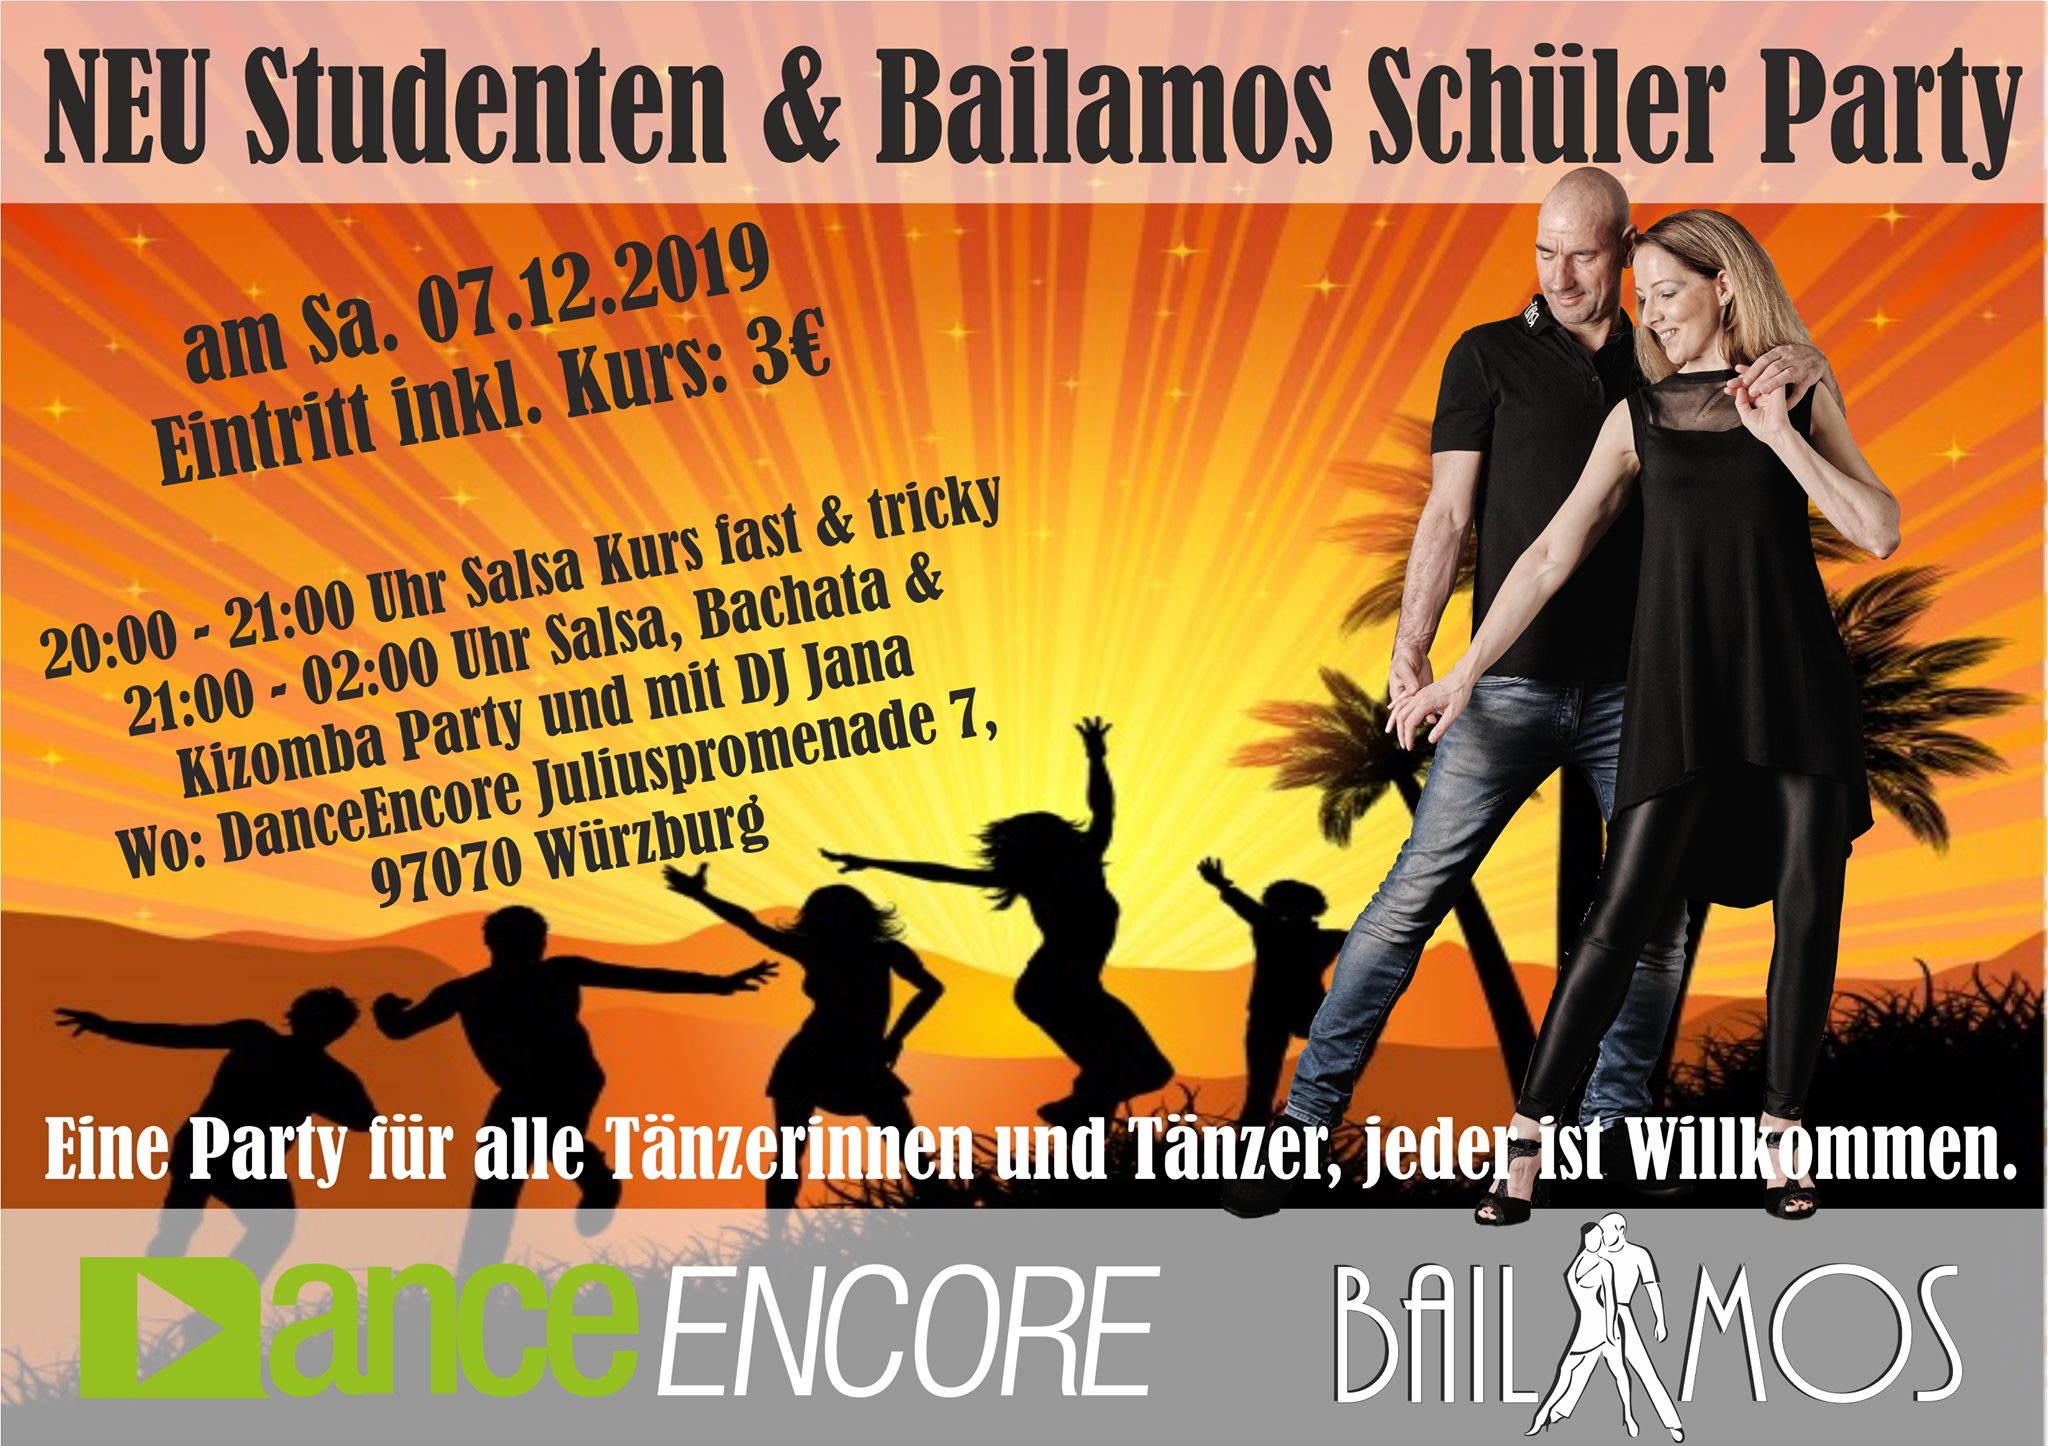 NEU Studenten & Bailamos Schüler Party
am Sa. 07.12.2019
Eintritt inkl. Kurs: 3€
20:00 - 21:00 Uhr Salsa Kurs fast & tricky
21:00 - 02:00 Uhr Salsa, Bachata &
Kizomba Party und mit DJ Jana
Wo: DanceEncore Juliuspromenade 7,
97070 Würzburg
Eine Party für alle Tänzerinnen und Tänzer, jeder ist Willkommen.
Dance ENCORE
BAILAMOS